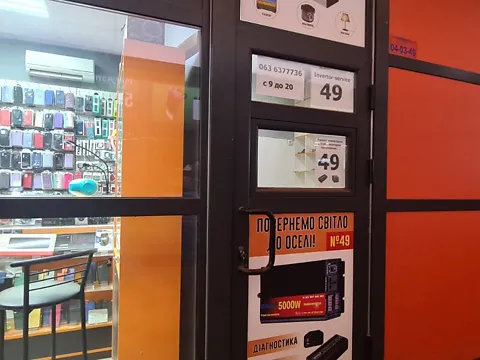 04-03-49
063 6377736
с 9 до 20
Invertor-service
49
49
ПОВЕРНЕМО СВІТЛО
ДО ОСЕЛІ!
№49
5000W
ДІАГНОСТИКА